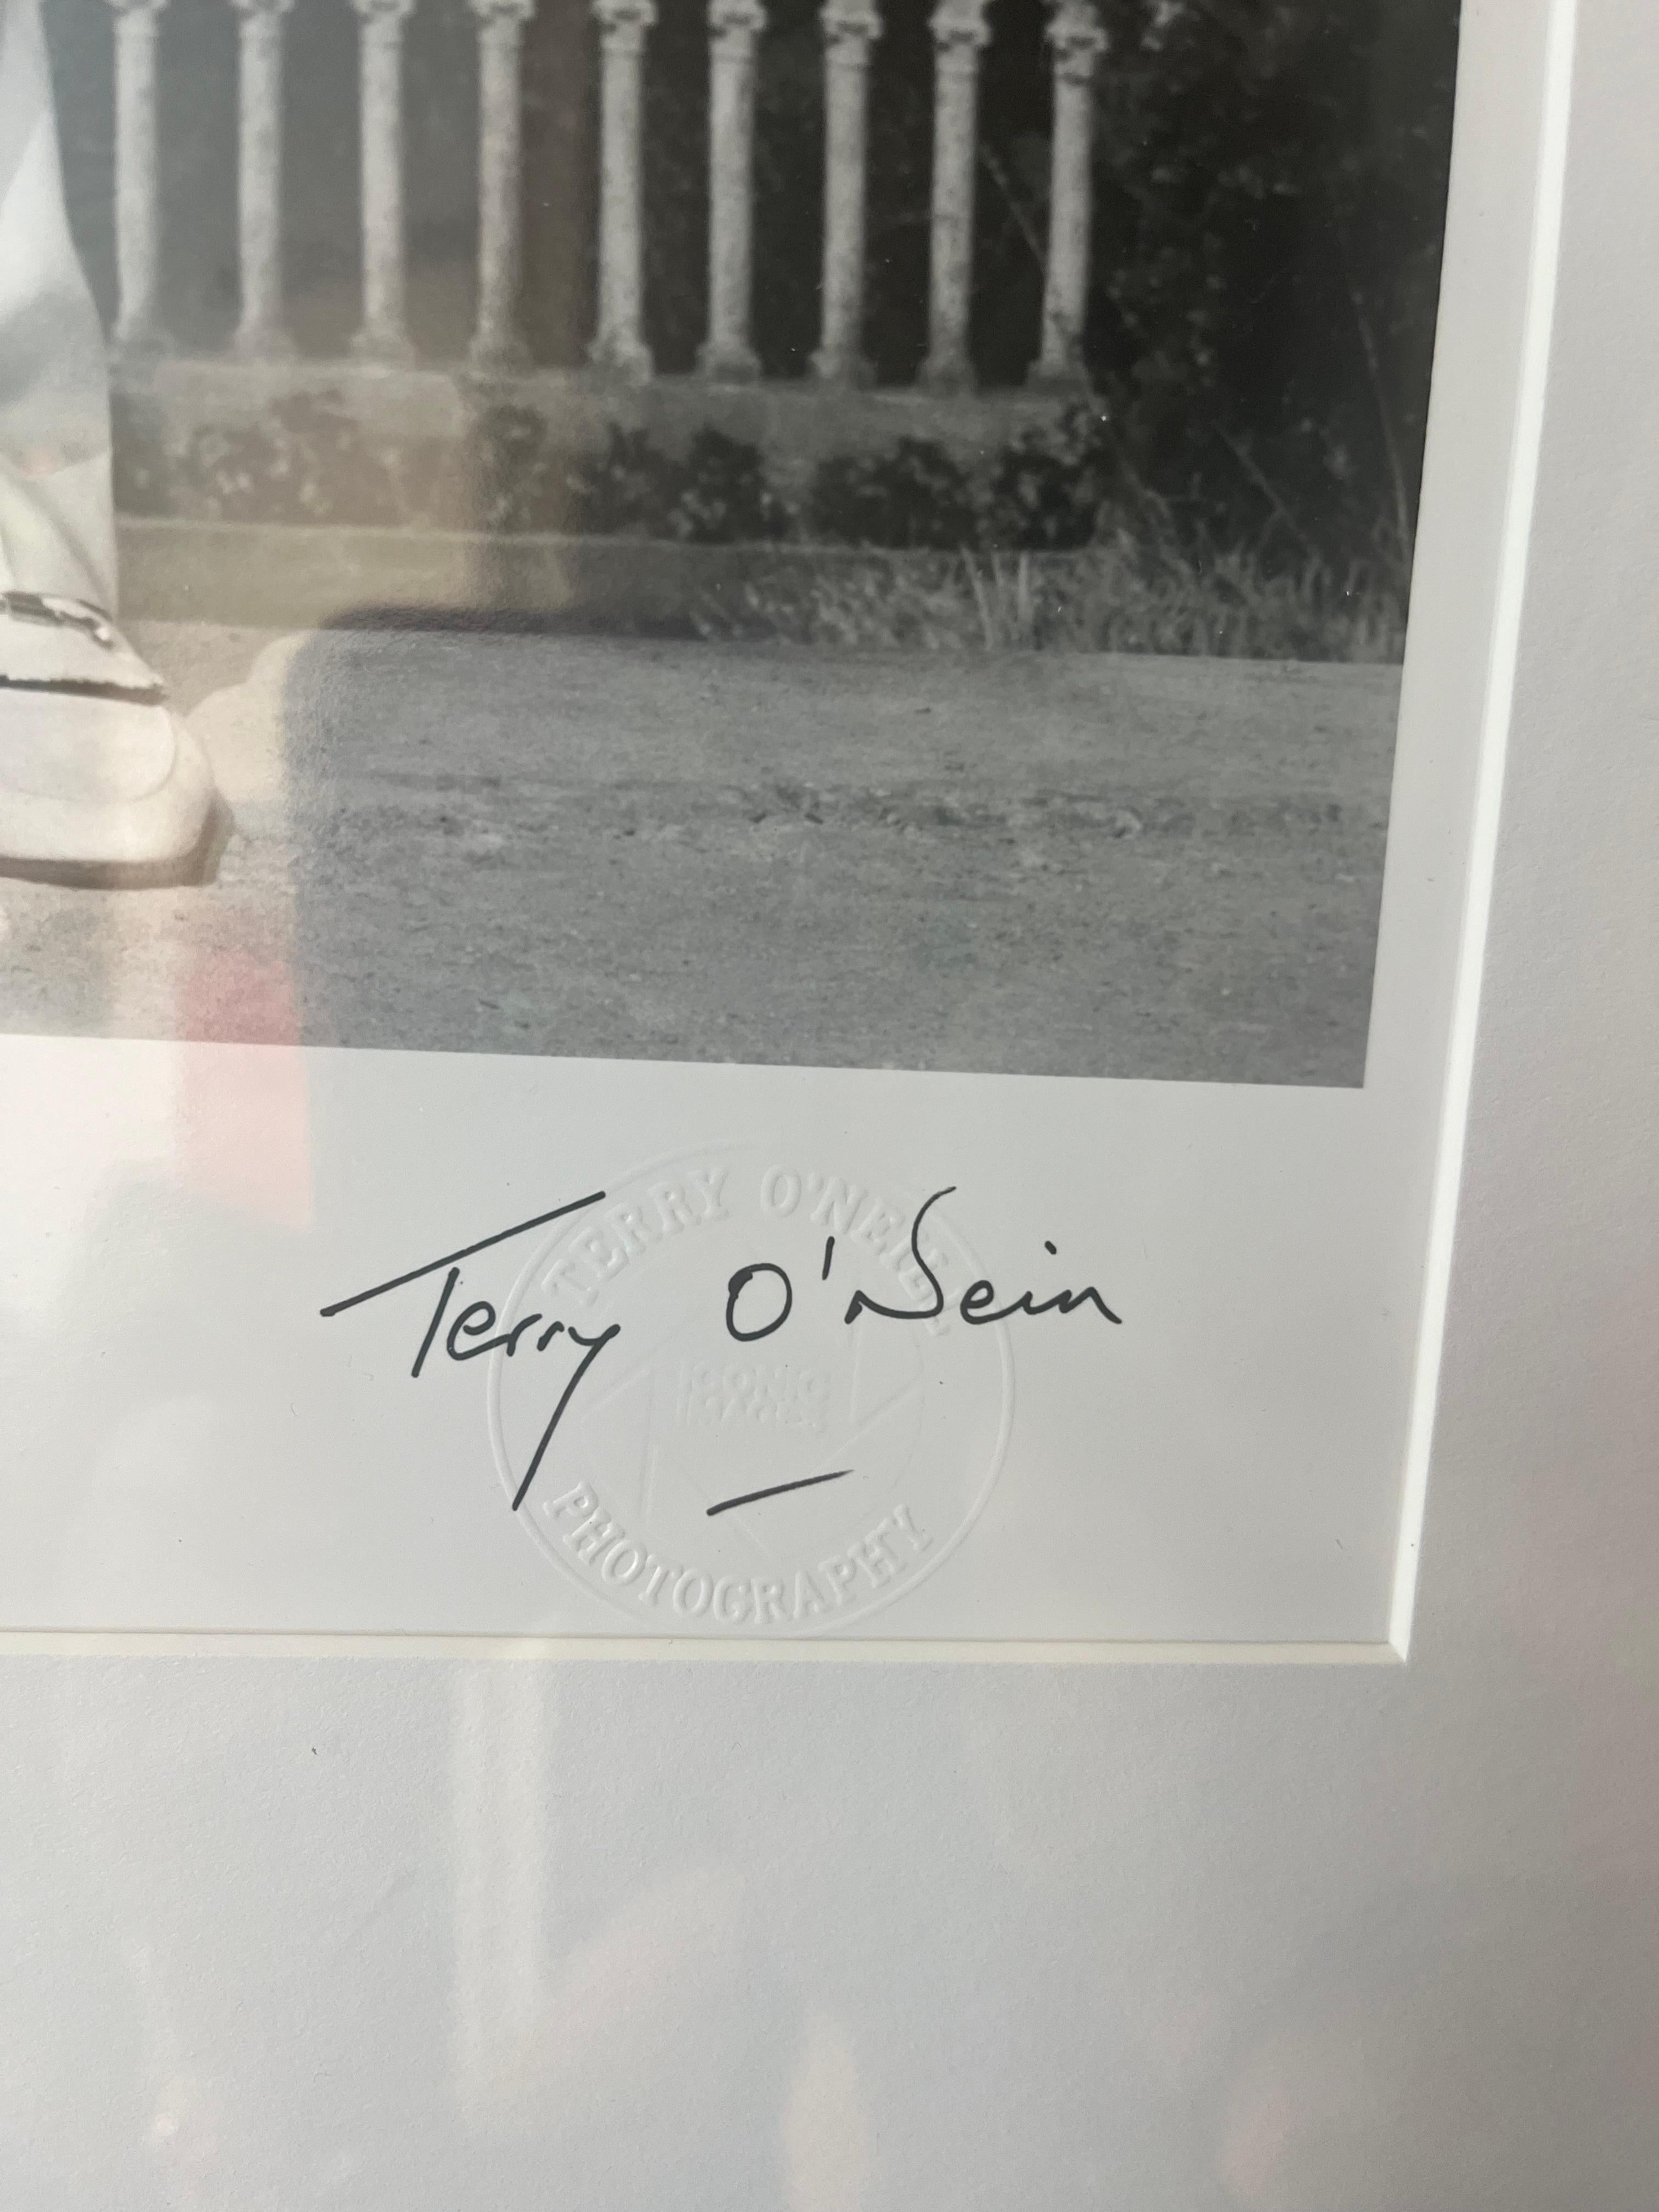 TERRY O'NEILL
Terry O'Neill
ICONIC
IMAGES
PHOTOGRAPHY